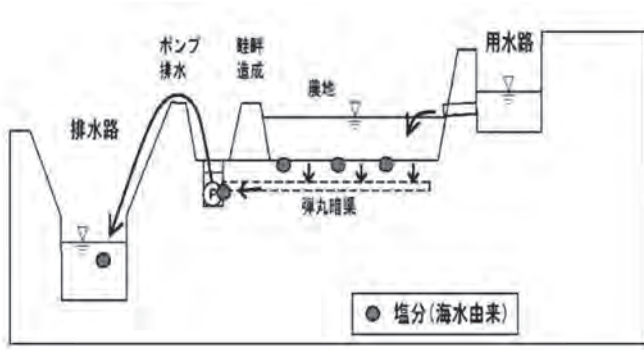 ポンプ
排水
畦畔
造成
農地
用水路
排水路
P
弾丸暗渠
塩分(海水由来)